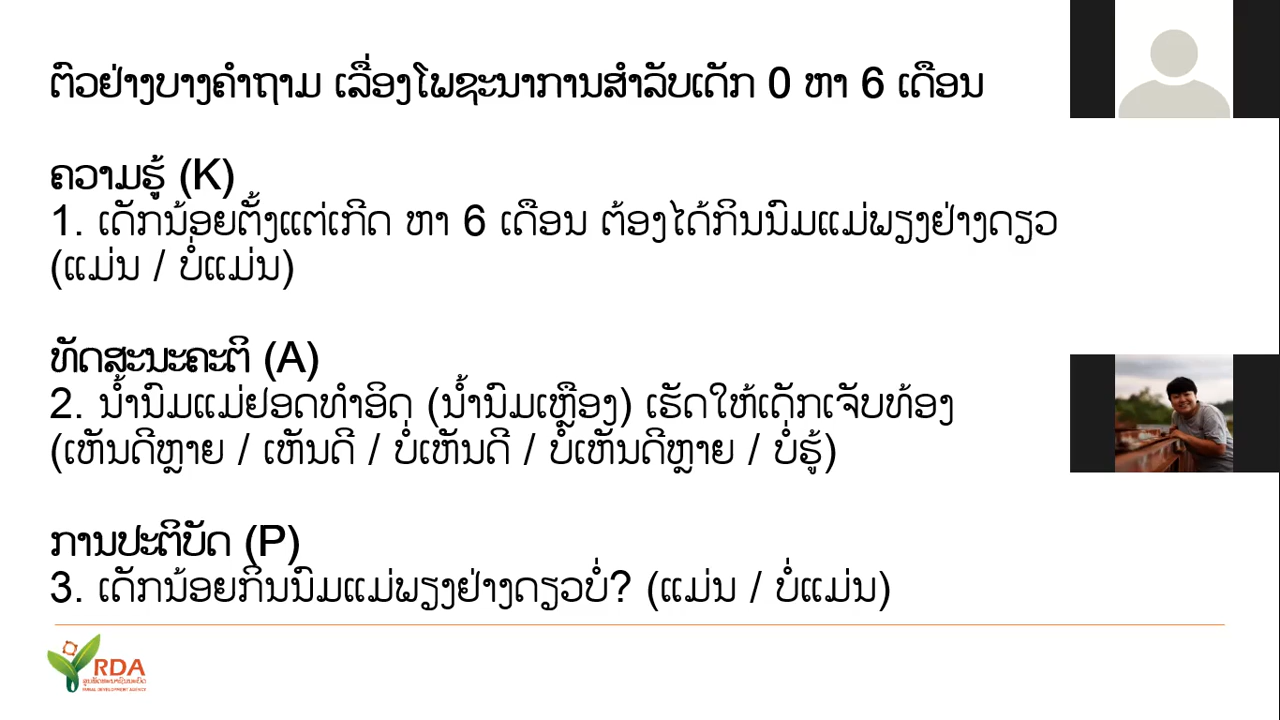 ຕົວຢ່າງບາງຄຳຖາມ ເລື່ອງໂພຊະນາການສຳລັບເດັກ 0 ຫາ 6 ເດືອນ
ຄວາມຮູ້ (K)
1. ເດັກນ້ອຍຕັ້ງແຕ່ເກີດ ຫາ 6 ເດືອນ ຕ້ອງໄດ້ກິນນົມແມ່ພຽງຢ່າງດຽວ
(ແມ່ນ / ບໍ່ແມ່ນ)
ທັດສະນະຄະຕິ (A)
2. ນ້ຳນົມແມ່ຢອດທຳອິດ (ນ້ຳນົມເຫຼືອງ) ເຮັດໃຫ້ເດັກເຈັບທ້ອງ
(ເຫັນດີຫຼາຍ / ເຫັນດີ / ບໍ່ເຫັນດີ / ບໍ່ເຫັນດີຫຼາຍ / ບໍ່ຮູ້)
ການປະຕິບັດ (P)
3. ເດັກນ້ອຍກິນນົມແມ່ພຽງຢ່າງດຽວບໍ່? (ແມ່ນ / ບໍ່ແມ່ນ)
RDA
RURAL DEVELOPMENT AGENCY